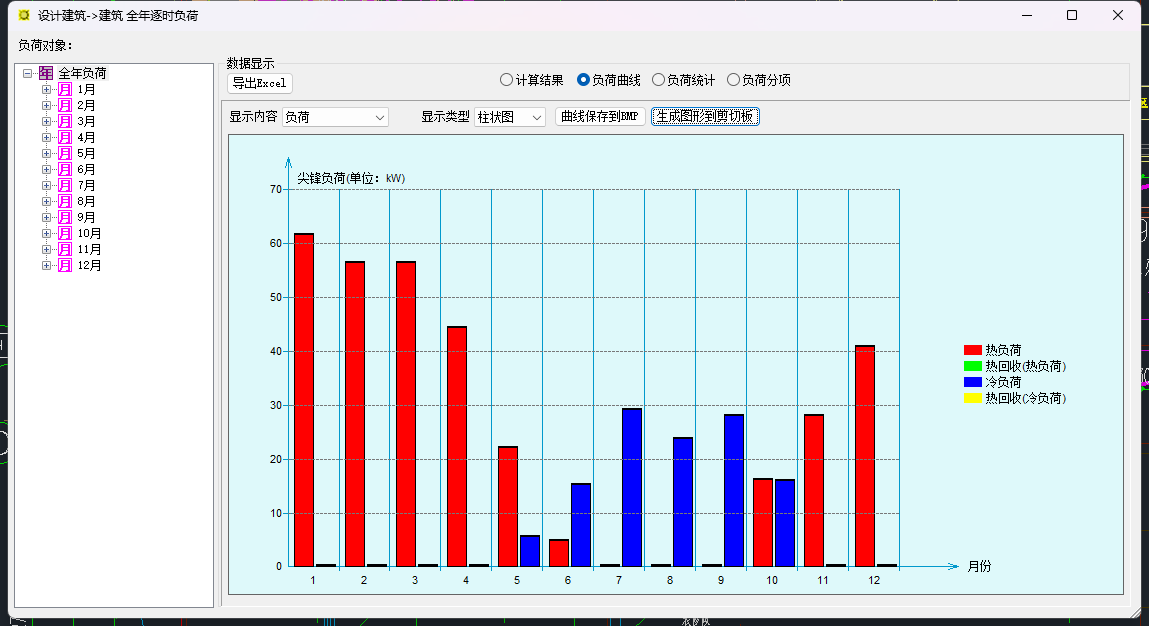 设计建筑->建筑 全年逐时负荷
负荷对象：
全年负荷
1月
2月
3月
4月
5月
6月
7月
8月
9月
10月
11月
12月
数据显示
导出Excel
计算结果 负荷曲线 负荷统计 负荷分项
显示内容 负荷 显示类型 柱状图 曲线保存到BMP 生成图形到剪切板
尖锋负荷(单位：kW)
70
60
50
40
30
20
10
0
1 2 3 4 5 6 7 8 9 10 11 12
月份
热负荷
热回收(热负荷)
冷负荷
热回收(冷负荷)